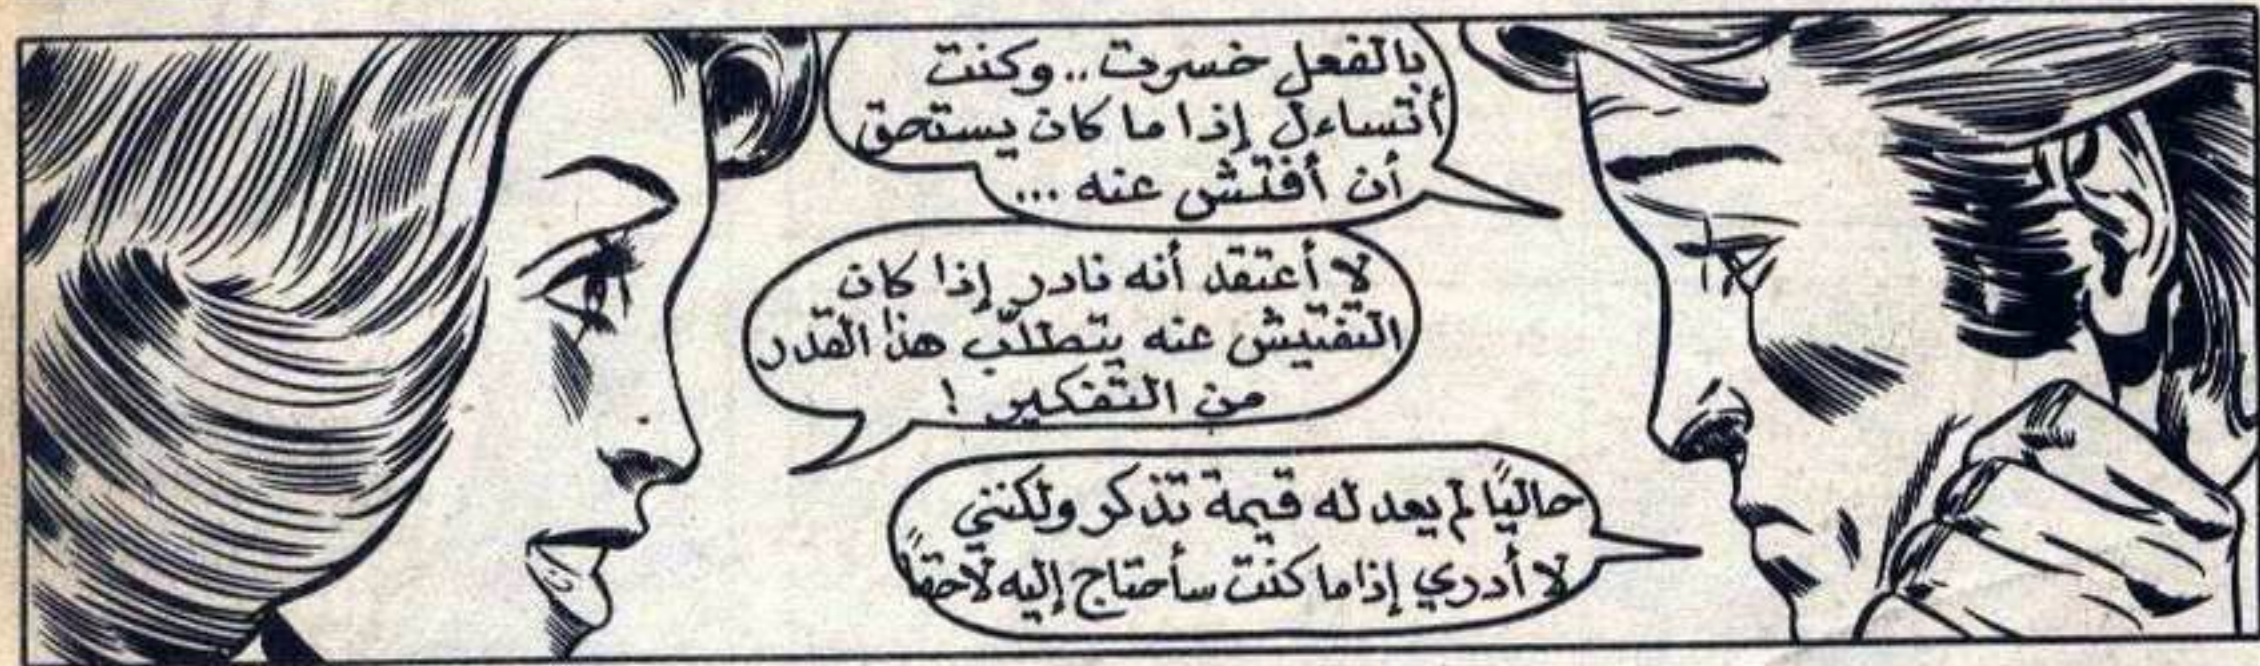 بالفعل خسرت.. وكنت
أتساءل إذا ما كان يستحق
أن أفتش عنه ...
لا أعتقد أنه نادر إذا كان
التفتيش عنه يتطلّب هذا القدر
من التفكير !
حاليًا لم يعد له قيمة تذكر ولكنني
لا أدري إذا ما كنت سأحتاج إليه لاحقًا